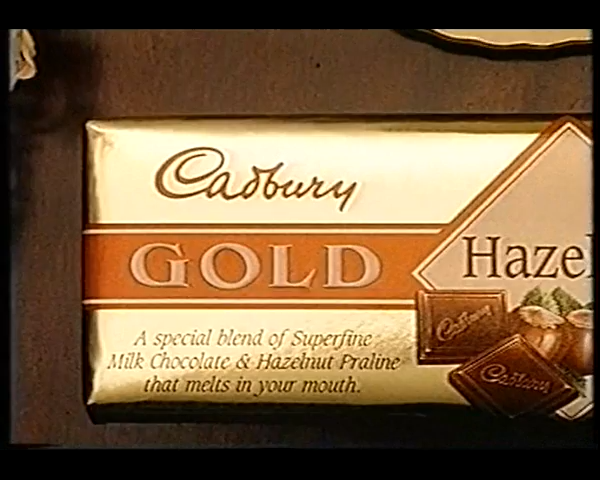 Cadbury
GOLD
Hazel
A special blend of Superfine
Milk Chocolate & Hazelnut Praline
that melts in your mouth.
Cadbury
Cadbury